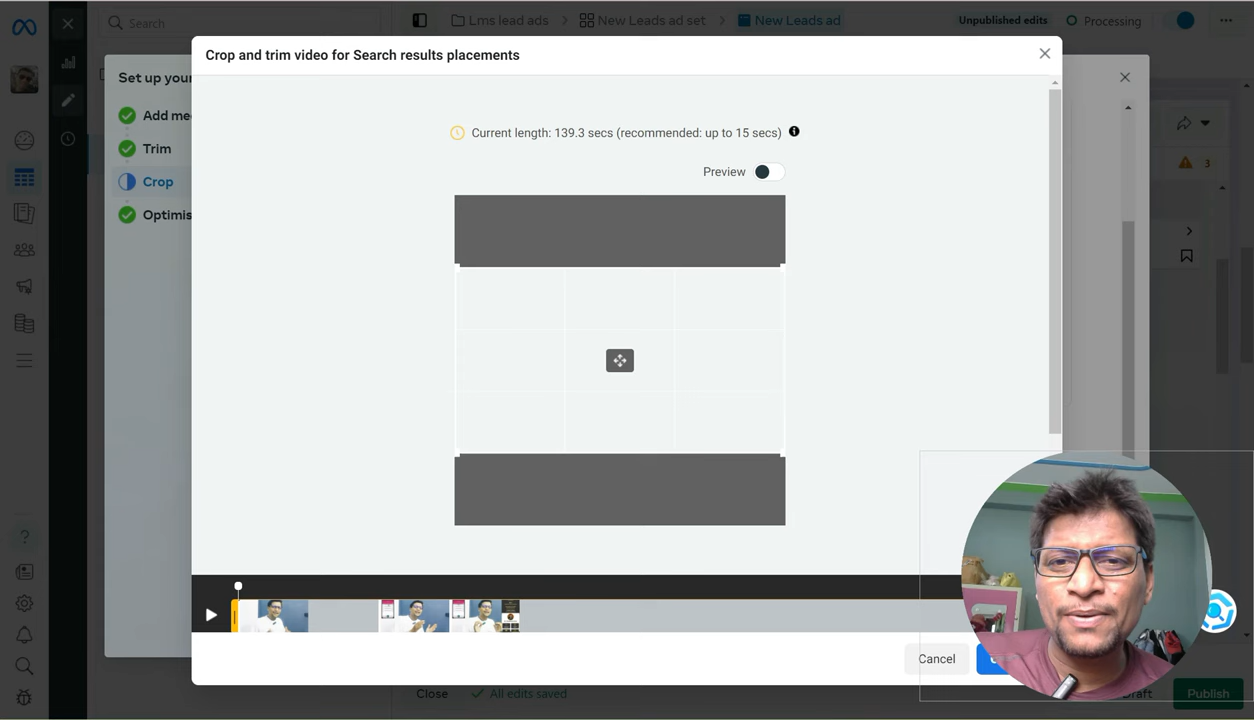 Search
Lms lead ads
New Leads ad set
New Leads ad
Unpublished edits
Processing
Crop and trim video for Search results placements
Set up your
Add me
Trim
Crop
Optimis
Current length: 139.3 secs (recommended: up to 15 secs)
Preview
3
Cancel
Close
All edits saved
Publish